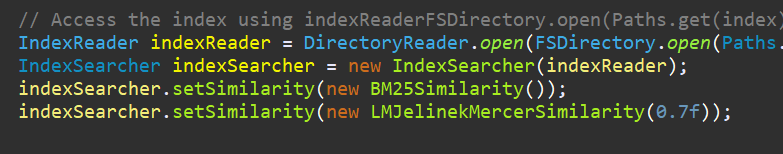 // Access the index using indexReaderFSDirectory.open(Paths.get(index)
IndexReader indexReader = DirectoryReader.open(FSDirectory.open(Paths.
IndexSearcher indexSearcher = new IndexSearcher(indexReader);
indexSearcher.setSimilarity(new BM25Similarity());
indexSearcher.setSimilarity(new LMJelinekMercerSimilarity(0.7f));